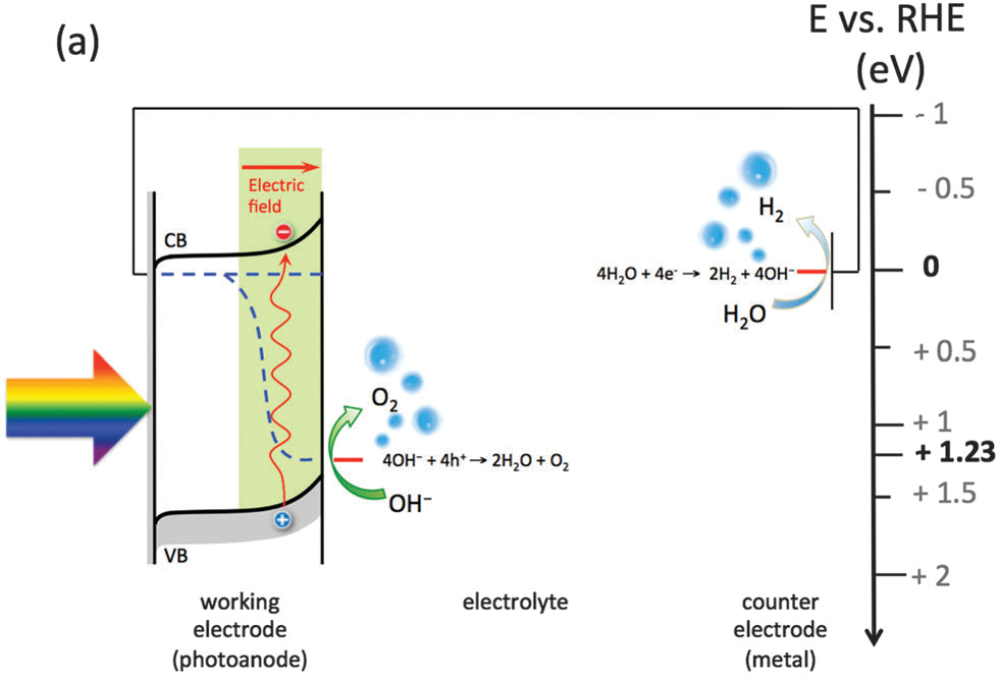 (a)
E vs. RHE
(eV)
- 1
- 0.5
0
+ 0.5
+ 1
+ 1.23
+ 1.5
+ 2
Electric
field
CB
VB
H₂
4H₂O + 4e⁻ → 2H₂ + 4OH⁻
H₂O
O₂
4OH⁻ + 4h⁺ → 2H₂O + O₂
OH⁻
working
electrode
(photoanode)
electrolyte
counter
electrode
(metal)